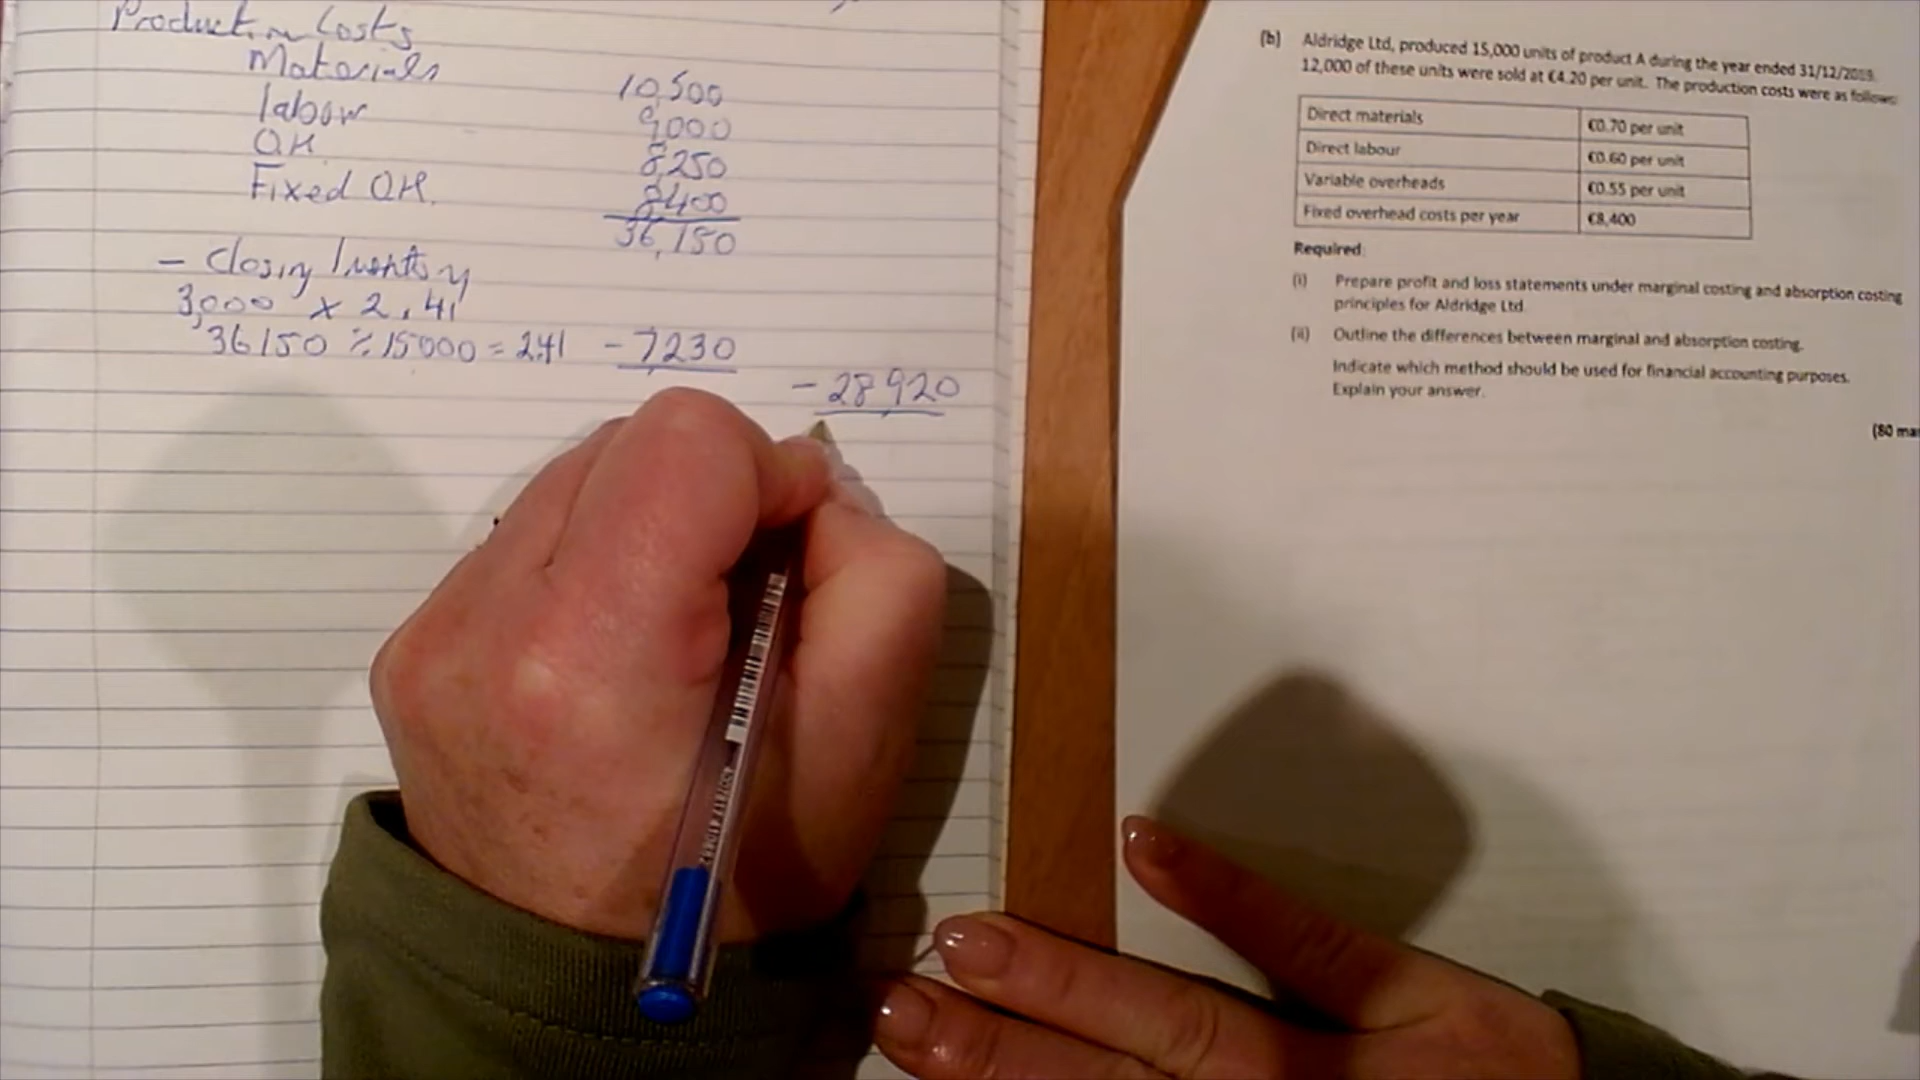 Production Costs
Materials 10,500
labour 9000
OH 8,250
Fixed OH. 8400
36,150
- Closing Inventory
3,000 x 2.41
36150 ÷ 15000 = 2.41 - 7230
- 28920
(b) Aldridge Ltd, produced 15,000 units of product A during the year ended 31/12/2019.
12,000 of these units were sold at €4.20 per unit. The production costs were as follows:
Direct materials €0.70 per unit
Direct labour €0.60 per unit
Variable overheads €0.55 per unit
Fixed overhead costs per year €8,400
Required:
(i) Prepare profit and loss statements under marginal costing and absorption costing
principles for Aldridge Ltd.
(ii) Outline the differences between marginal and absorption costing.
Indicate which method should be used for financial accounting purposes.
Explain your answer.
(80 mar